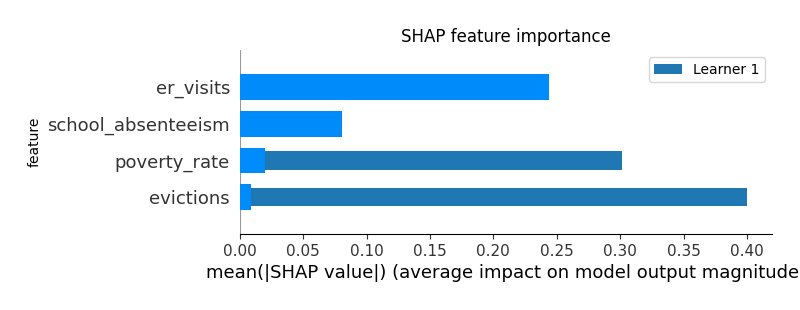 SHAP feature importance
Learner 1
feature
er_visits
school_absenteeism
poverty_rate
evictions
0.00 0.05 0.10 0.15 0.20 0.25 0.30 0.35 0.40
mean(|SHAP value|) (average impact on model output magnitude